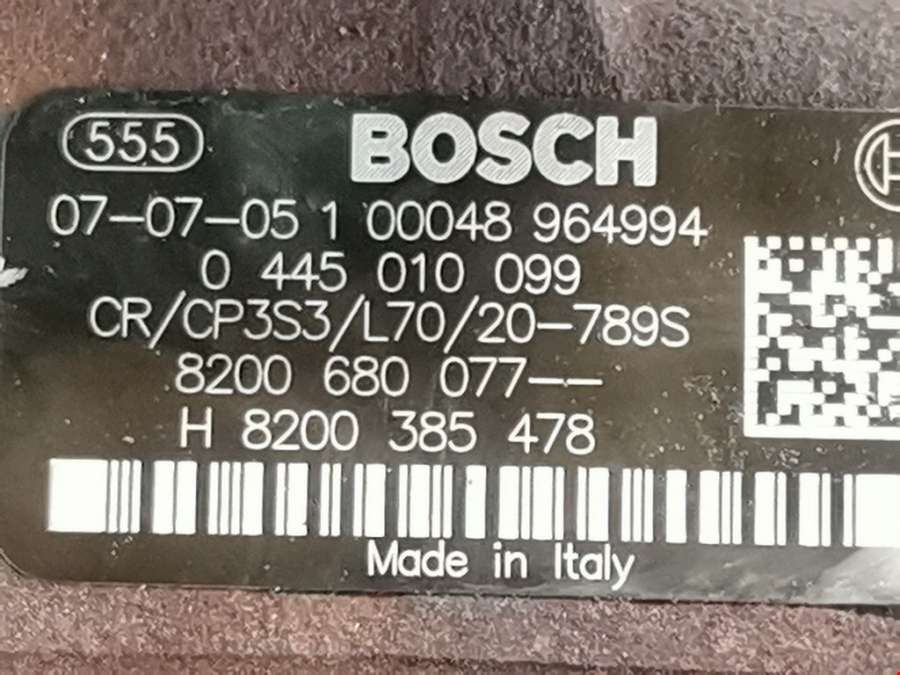 555 BOSCH
07-07-05 1 00048 964994
0 445 010 099
CR/CP3S3/L70/20-789S
8200 680 077--
H 8200 385 478
Made in Italy